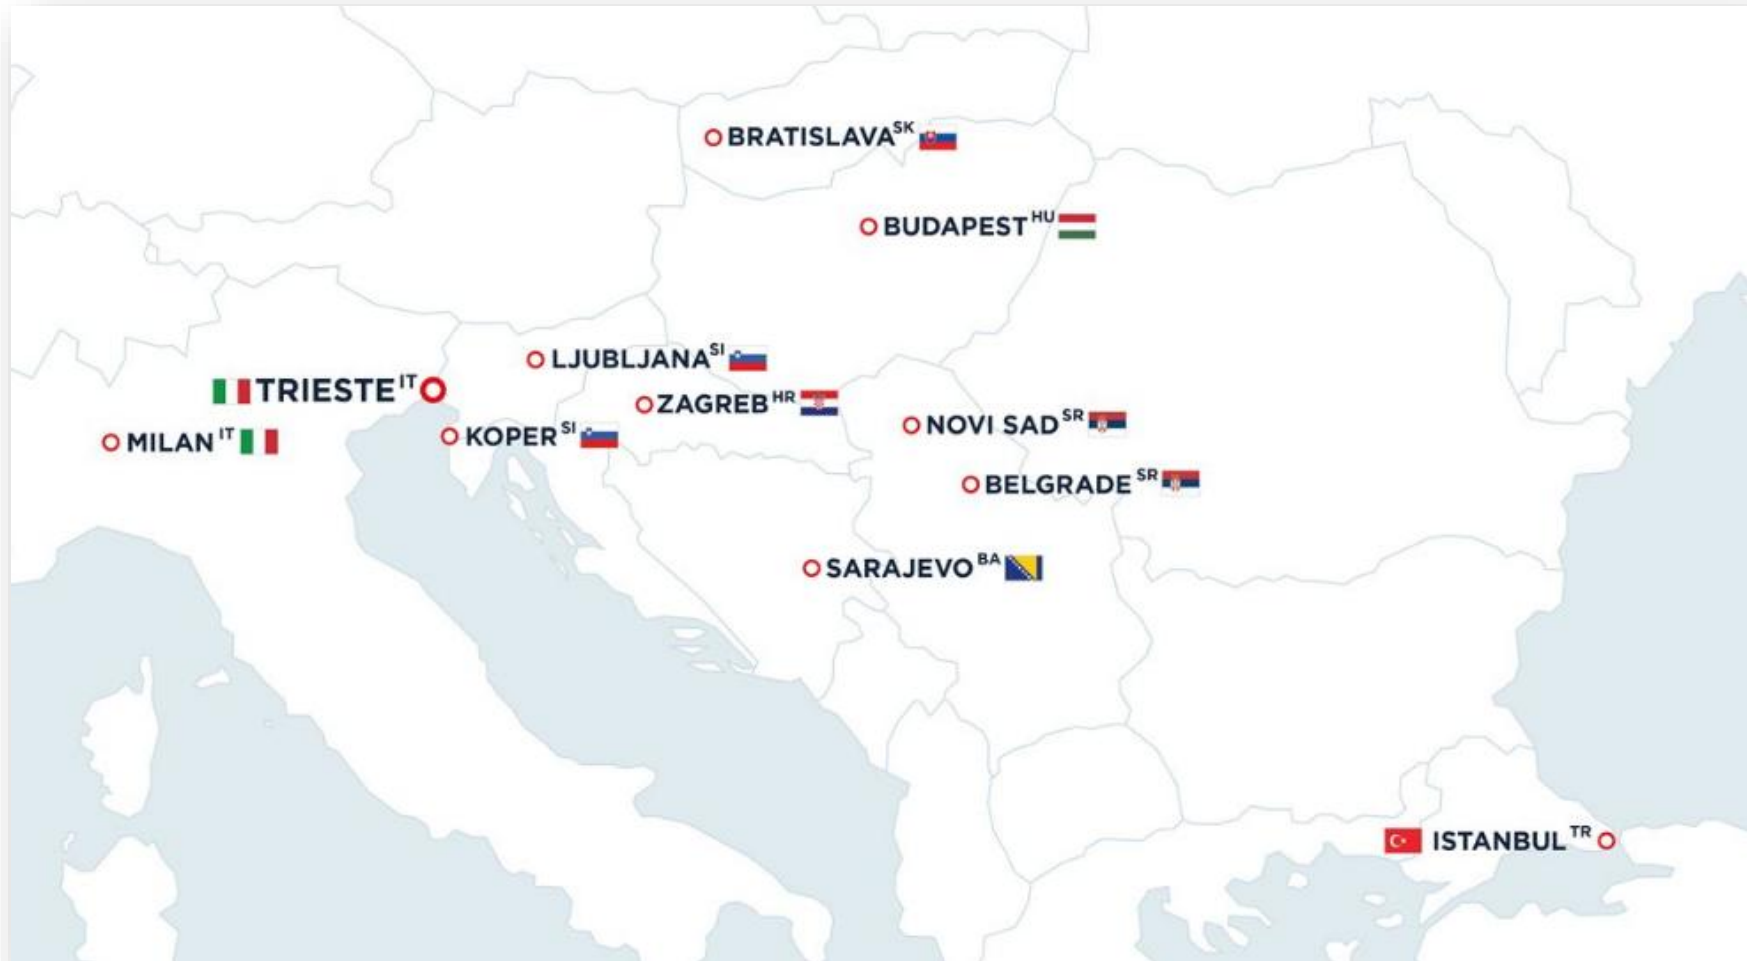 BRATISLAVA SK
BUDAPEST HU
LJUBLJANA SI
TRIESTE IT
ZAGREB HR
MILAN IT
KOPER SI
NOVI SAD SR
BELGRADE SR
SARAJEVO BA
ISTANBUL TR